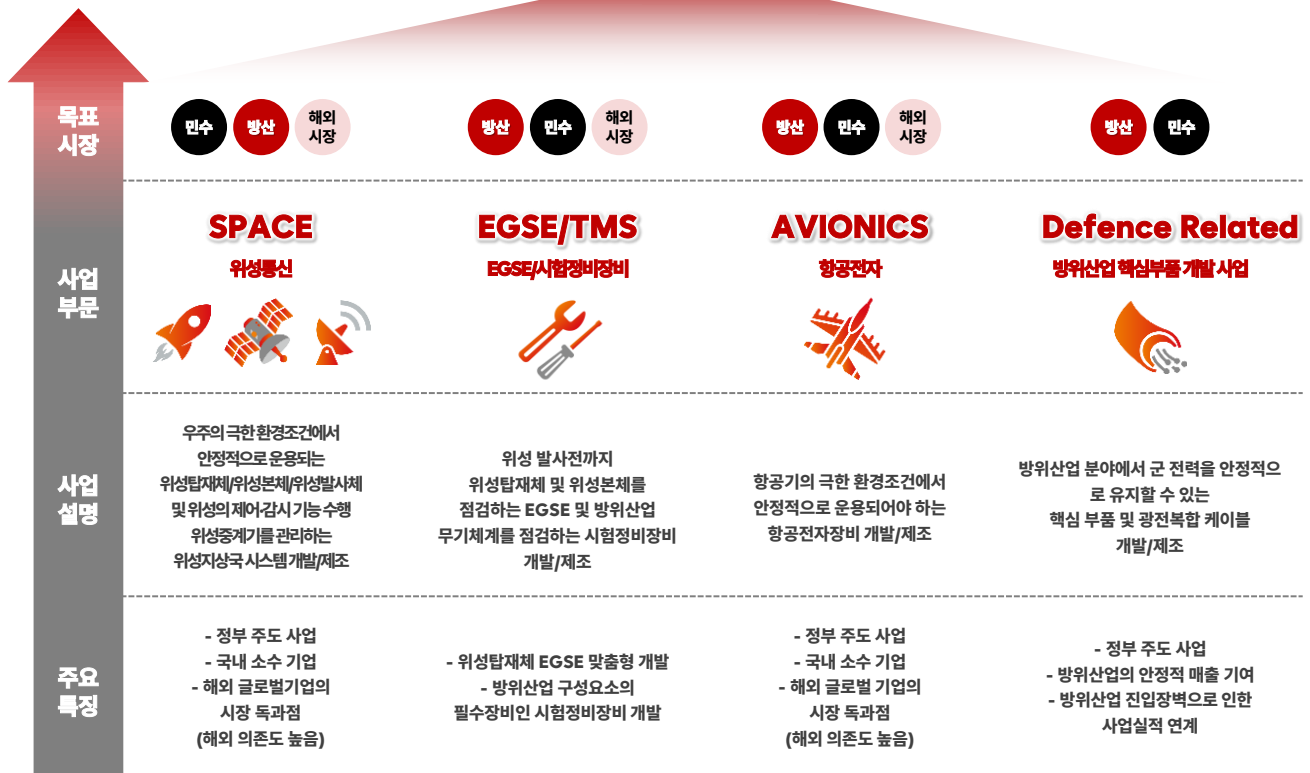 목표
시장
민수
방산
해외
시장
방산
민수
해외
시장
방산
민수
해외
시장
방산
민수
사업
부문
SPACE
위성통신
EGSE/TMS
EGSE/시험정비장비
AVIONICS
항공전자
Defence Related
방위산업 핵심부품 개발 사업
사업
설명
우주의 극한 환경조건에서
안정적으로 운용되는
위성탑재체/위성본체/위성발사체
및 위성의 제어·감시 기능 수행
위성중계기를 관리하는
위성지상국 시스템 개발/제조
위성 발사전까지
위성탑재체 및 위성본체를
점검하는 EGSE 및 방위산업
무기체계를 점검하는 시험정비장비
개발/제조
항공기의 극한 환경조건에서
안정적으로 운용되어야 하는
항공전자장비 개발/제조
방위산업 분야에서 군 전력을 안정적으
로 유지할 수 있는
핵심 부품 및 광전복합 케이블
개발/제조
주요
특징
- 정부 주도 사업
- 국내 소수 기업
- 해외 글로벌기업의
시장 독과점
(해외 의존도 높음)
- 위성탑재체 EGSE 맞춤형 개발
- 방위산업 구성요소의
필수장비인 시험정비장비 개발
- 정부 주도 사업
- 국내 소수 기업
- 해외 글로벌 기업의
시장 독과점
(해외 의존도 높음)
- 정부 주도 사업
- 방위산업의 안정적 매출 기여
- 방위산업 진입장벽으로 인한
사업실적 연계